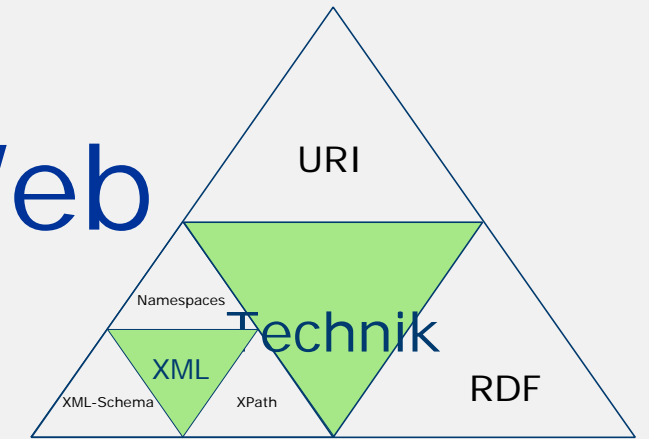 URI
Web
Namespaces
Technik
XML
RDF
XML-Schema
XPath